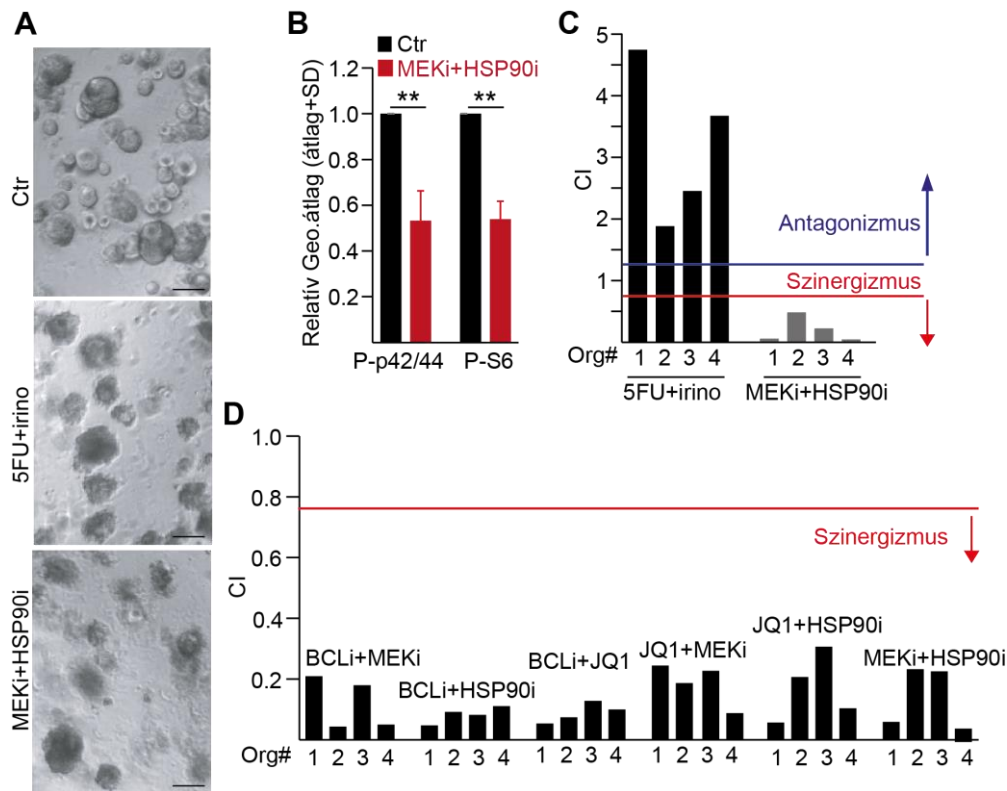 A
Ctr
5FU+irino
MEKi+HSP90i
B
Ctr
MEKi+HSP90i
Relatív Geo.átlag (átlag+SD)
1.2
1.0
0.8
0.6
0.4
0.2
** **
P-p42/44 P-S6
C
CI
5
4
3
2
1
Antagonizmus
Szinergizmus
Org# 1 2 3 4 1 2 3 4
5FU+irino MEKi+HSP90i
D
CI
1.0
0.8
0.6
0.4
0.2
Szinergizmus
BCLi+MEKi
BCLi+HSP90i
BCLi+JQ1
JQ1+MEKi
JQ1+HSP90i
MEKi+HSP90i
Org# 1 2 3 4 1 2 3 4 1 2 3 4 1 2 3 4 1 2 3 4 1 2 3 4